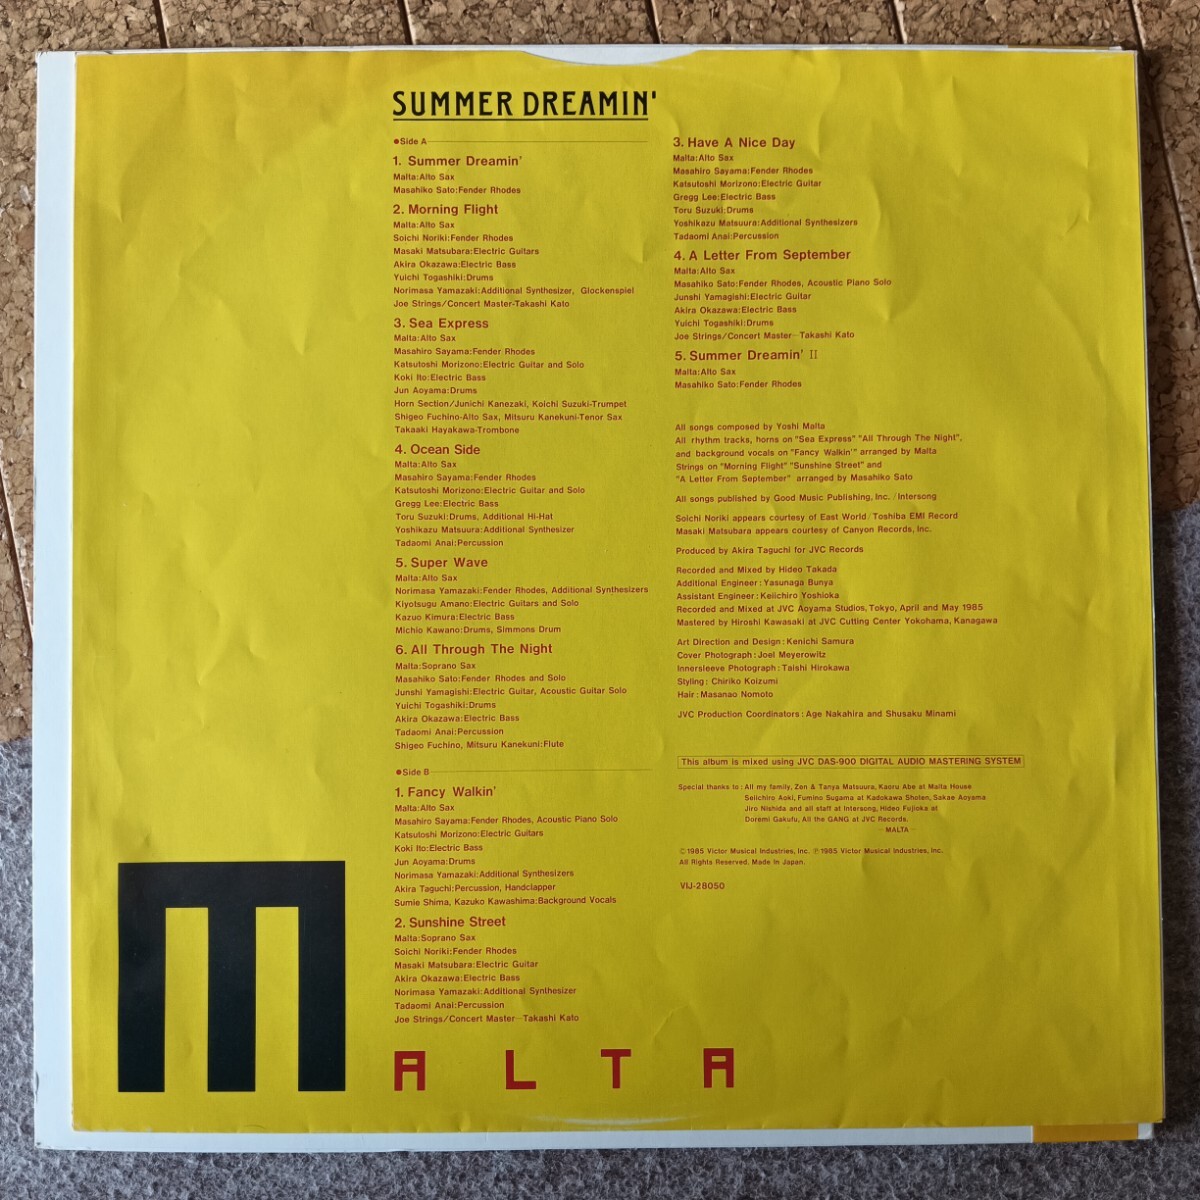 SUMMER DREAMIN'
●Side A
1. Summer Dreamin'
Malta:Alto Sax
Masahiko Sato:Fender Rhodes
2. Morning Flight
Malta:Alto Sax
Soichi Noriki:Fender Rhodes
Masaki Matsubara:Electric Guitars
Akira Okazawa:Electric Bass
Yuichi Togashiki:Drums
Norimasa Yamazaki:Additional Synthesizer, Glockenspiel
Joe Strings/Concert Master-Takashi Kato
3. Sea Express
Malta:Alto Sax
Masahiro Sayama:Fender Rhodes
Katsutoshi Morizono:Electric Guitar and Solo
Koki Ito:Electric Bass
Jun Aoyama:Drums
Horn Section/Junichi Kanezaki, Koichi Suzuki-Trumpet
Shigeo Fuchino-Alto Sax, Mitsuru Kanekuni-Tenor Sax
Takaaki Hayakawa-Trombone
4. Ocean Side
Malta:Alto Sax
Masahiro Sayama:Fender Rhodes
Katsutoshi Morizono:Electric Guitar and Solo
Gregg Lee:Electric Bass
Toru Suzuki:Drums, Additional Hi-Hat
Yoshikazu Matsuura:Additional Synthesizer
Tadaomi Anai:Percussion
5. Super Wave
Malta:Alto Sax
Norimasa Yamazaki:Fender Rhodes, Additional Synthesizers
Kiyotsugu Amano:Electric Guitars and Solo
Kazuo Kimura:Electric Bass
Michio Kawano:Drums, Simmons Drum
6. All Through The Night
Malta:Soprano Sax
Masahiko Sato:Fender Rhodes and Solo
Junshi Yamagishi:Electric Guitar, Acoustic Guitar Solo
Yuichi Togashiki:Drums
Akira Okazawa:Electric Bass
Tadaomi Anai:Percussion
Shigeo Fuchino, Mitsuru Kanekuni:Flute
●Side B
1. Fancy Walkin'
Malta:Alto Sax
Masahiro Sayama:Fender Rhodes, Acoustic Piano Solo
Katsutoshi Morizono:Electric Guitars
Koki Ito:Electric Bass
Jun Aoyama:Drums
Norimasa Yamazaki:Additional Synthesizers
Akira Taguchi:Percussion, Handclapper
Sumie Shima, Kazuko Kawashima:Background Vocals
2. Sunshine Street
Malta:Soprano Sax
Soichi Noriki:Fender Rhodes
Masaki Matsubara:Electric Guitar
Akira Okazawa:Electric Bass
Norimasa Yamazaki:Additional Synthesizer
Tadaomi Anai:Percussion
Joe Strings/Concert Master-Takashi Kato
3. Have A Nice Day
Malta:Alto Sax
Masahiro Sayama:Fender Rhodes
Katsutoshi Morizono:Electric Guitar
Gregg Lee:Electric Bass
Toru Suzuki:Drums
Yoshikazu Matsuura:Additional Synthesizers
Tadaomi Anai:Percussion
4. A Letter From September
Malta:Alto Sax
Masahiko Sato:Fender Rhodes, Acoustic Piano Solo
Junshi Yamagishi:Electric Guitar
Akira Okazawa:Electric Bass
Yuichi Togashiki:Drums
Joe Strings/Concert Master-Takashi Kato
5. Summer Dreamin' II
Malta:Alto Sax
Masahiko Sato:Fender Rhodes
All songs composed by Yoshi Malta
All rhythm tracks, horns on "Sea Express" "All Through The Night",
and background vocals on "Fancy Walkin'" arranged by Malta
Strings on "Morning Flight" "Sunshine Street" and
"A Letter From September" arranged by Masahiko Sato
All songs published by Good Music Publishing, Inc. / Intersong
Soichi Noriki appears courtesy of East World/Toshiba EMI Record
Masaki Matsubara appears courtesy of Canyon Records, Inc.
Produced by Akira Taguchi for JVC Records
Recorded and Mixed by Hideo Takada
Additional Engineer:Yasunaga Bunya
Assistant Engineer:Keiichiro Yoshioka
Recorded and Mixed at JVC Aoyama Studios, Tokyo, April and May 1985
Mastered by Hiroshi Kawasaki at JVC Cutting Center Yokohama, Kanagawa
Art Direction and Design:Kenichi Samura
Cover Photograph:Joel Meyerowitz
Innersleeve Photograph:Taishi Hirokawa
Styling:Chiriko Koizumi
Hair:Masanao Nomoto
JVC Production Coordinators:Age Nakahira and Shusaku Minami
This album is mixed using JVC DAS-900 DIGITAL AUDIO MASTERING SYSTEM
Special thanks to:All my family, Zen & Tanya Matsuura, Kaoru Abe at Malta House
Seiichiro Aoki, Fumino Sugama at Kadokawa Shoten, Sakae Aoyama
Jiro Nishida and all staff at Intersong, Hideo Fujioka at
Doremi Gakufu, All the GANG at JVC Records.
—MALTA—
©1985 Victor Musical Industries, Inc. ℗1985 Victor Musical Industries, Inc.
All Rights Reserved. Made In Japan.
VIJ-28050
MALTA